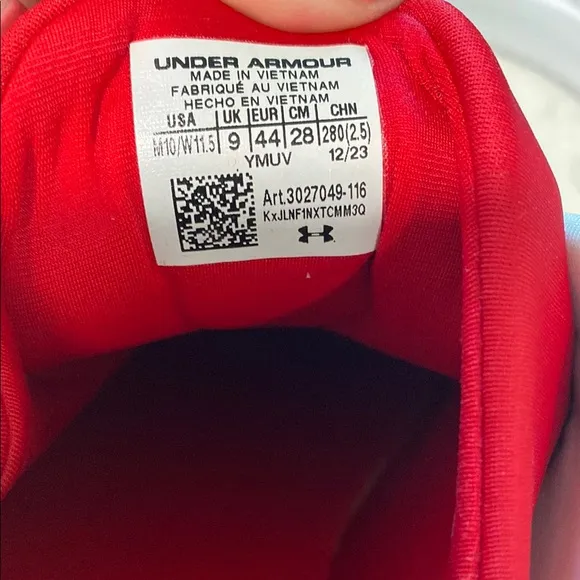 UNDER ARMOUR
MADE IN VIETNAM
FABRIQUÉ AU VIETNAM
HECHO EN VIETNAM
USA UK EUR CM CHN
M10/W11.5 9 44 28 280(2.5)
YMUV 12/23
Art.3027049-116
KxJLNF1NXTCMM3Q